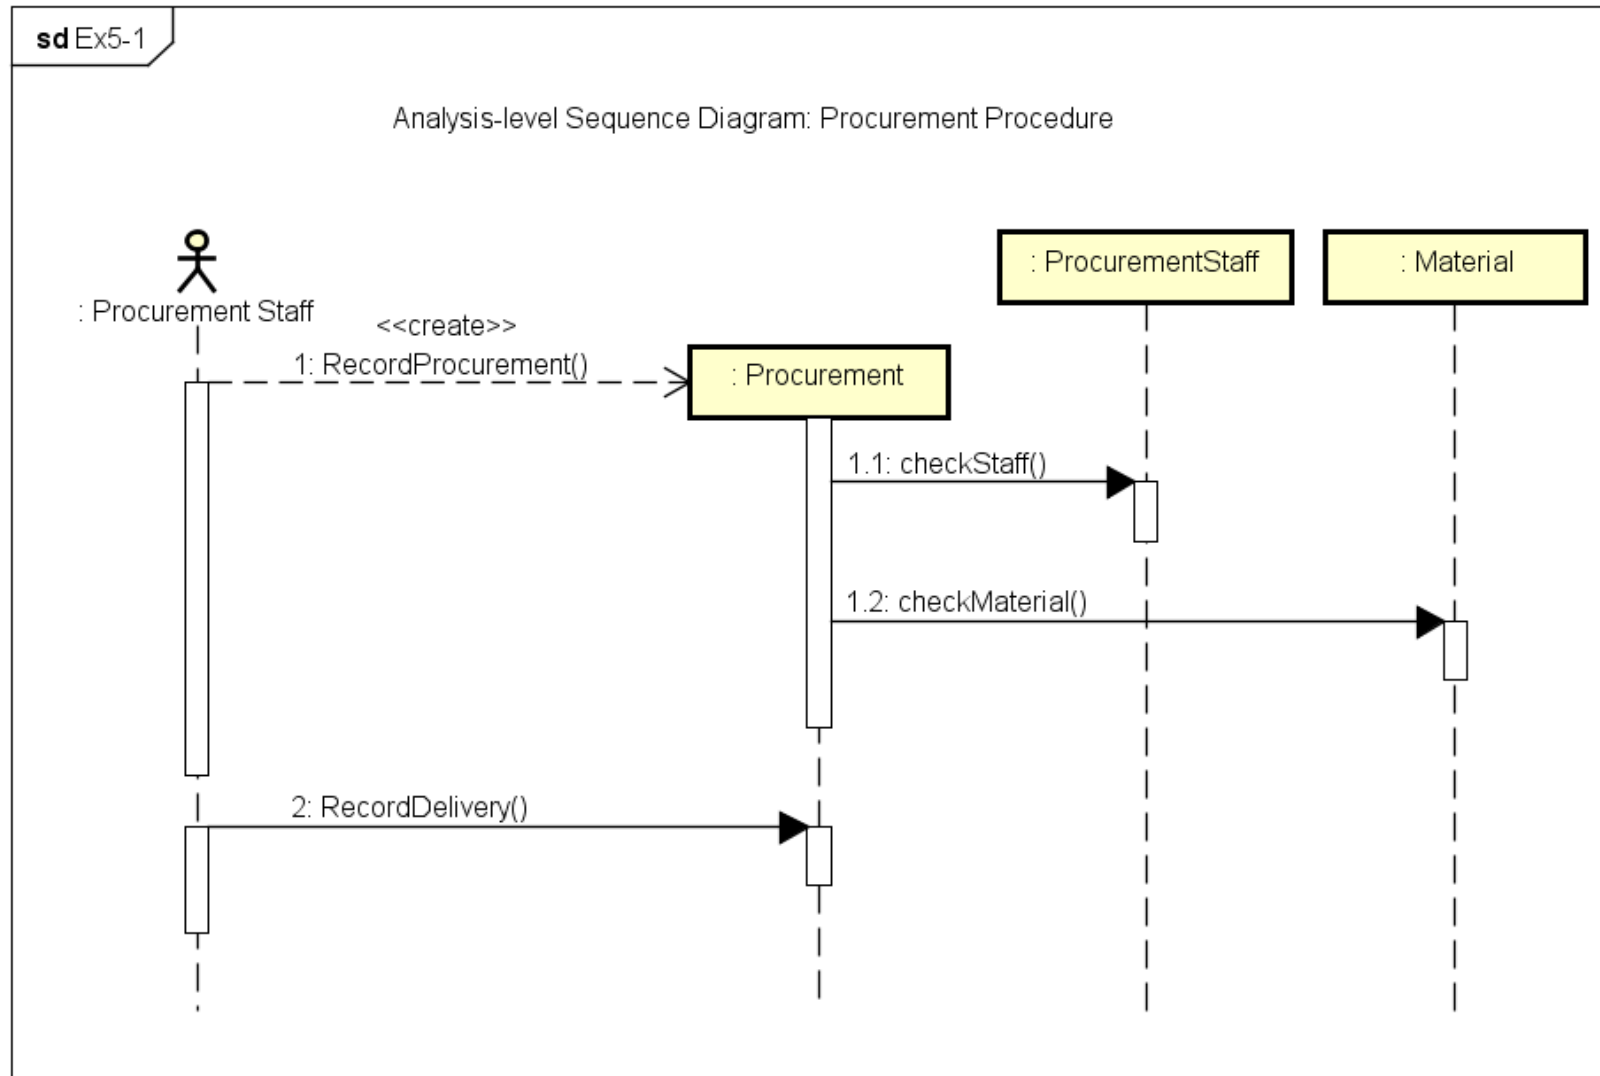 sd Ex5-1
Analysis-level Sequence Diagram: Procurement Procedure
: ProcurementStaff
: Material
: Procurement Staff
<<create>>
1: RecordProcurement()
: Procurement
1.1: checkStaff()
1.2: checkMaterial()
2: RecordDelivery()